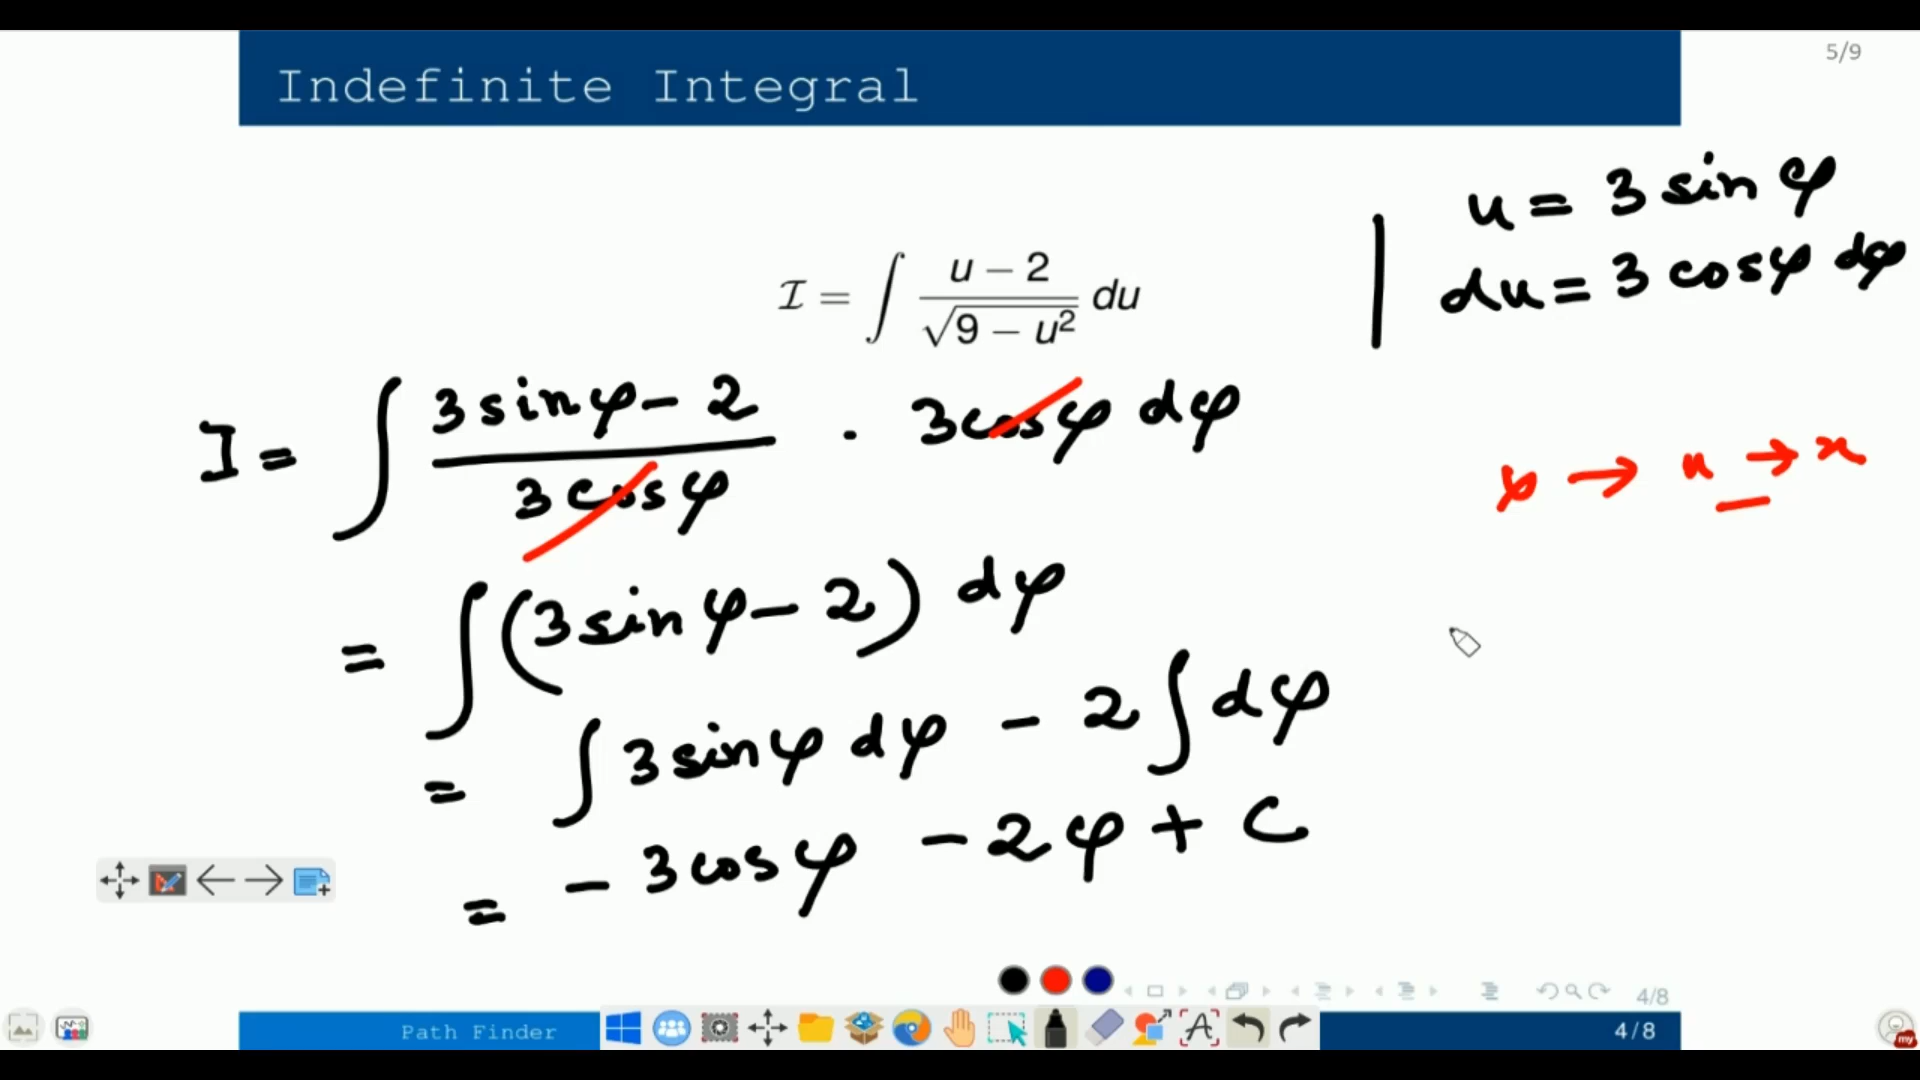 5/9
Indefinite Integral
u = 3 sin φ
du = 3 cosφ dφ
I = ∫ (u − 2)/√(9 − u²) du
I = ∫ (3 sin φ − 2)/(3 cos φ) · 3 cos φ dφ
φ → u → x
= ∫ (3 sin φ − 2) dφ
= ∫ 3 sin φ dφ − 2 ∫ dφ
= − 3 cos φ − 2φ + C
4/8
Path Finder
4 / 8
my